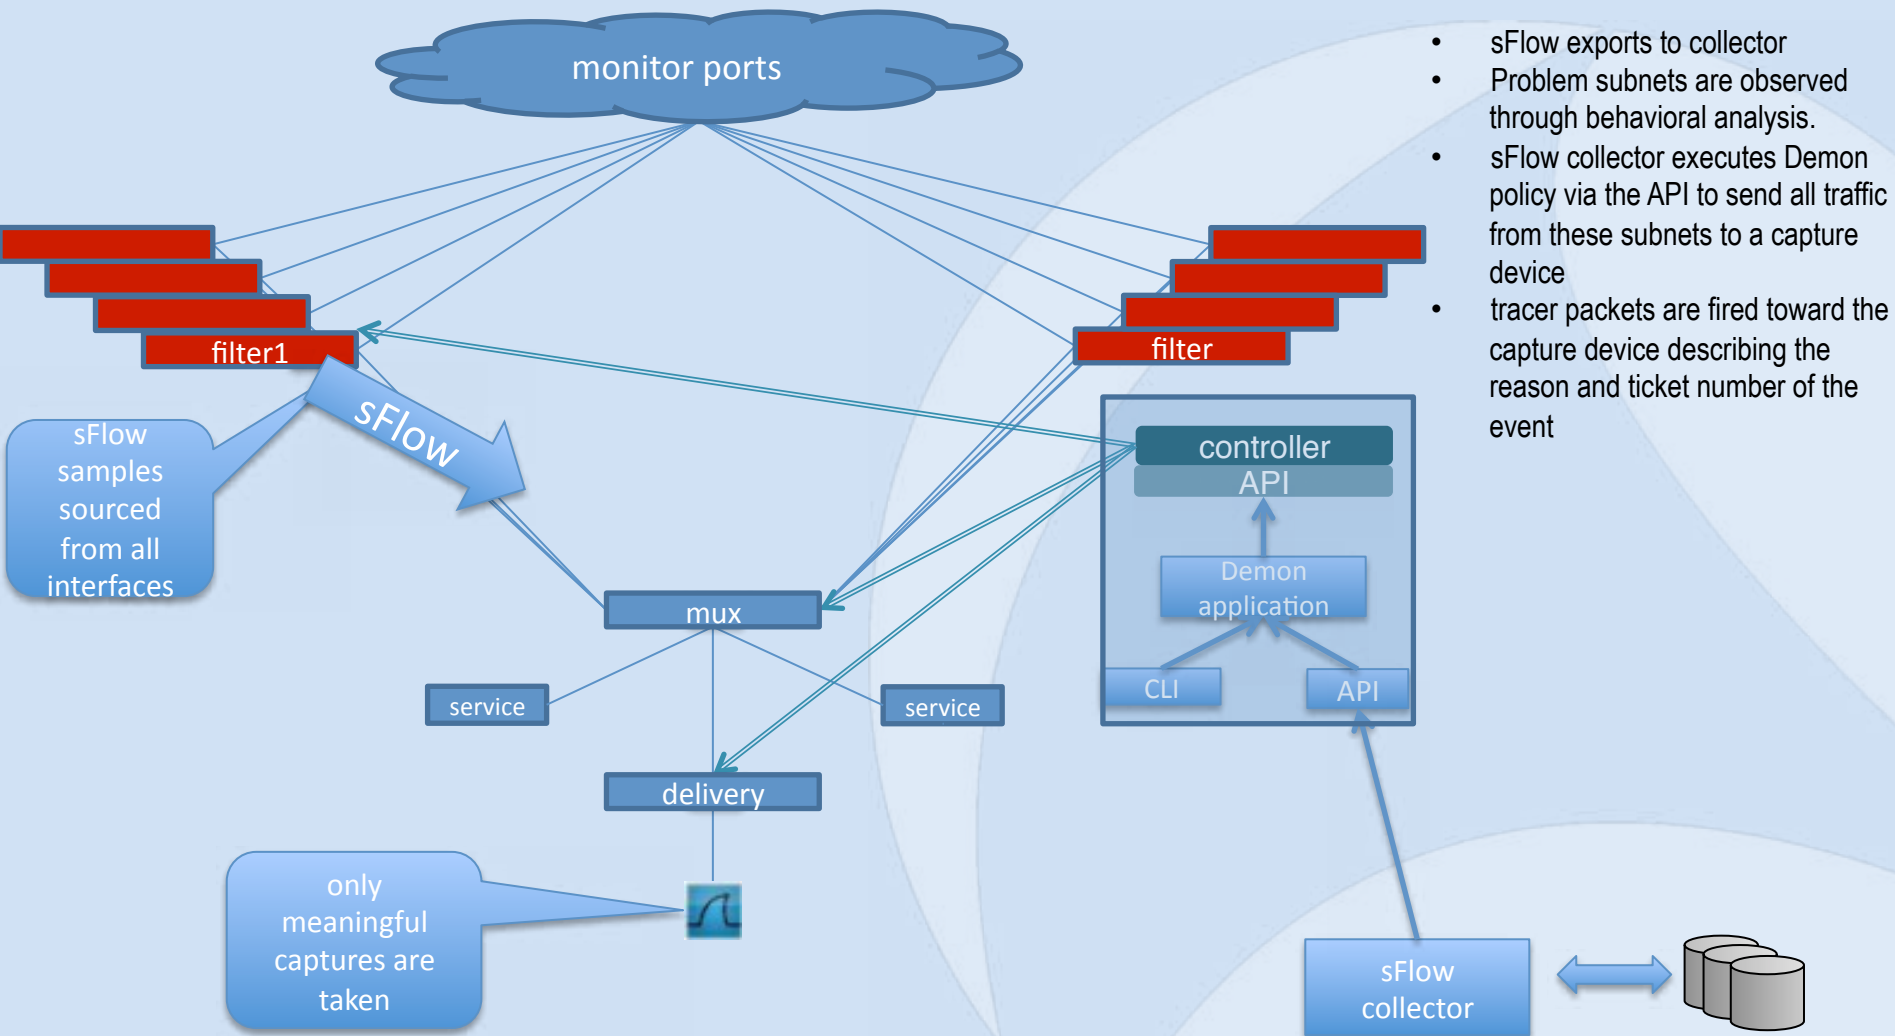 monitor ports
• sFlow exports to collector
• Problem subnets are observed
through behavioral analysis.
• sFlow collector executes Demon
policy via the API to send all traffic
from these subnets to a capture
device
• tracer packets are fired toward the
capture device describing the
reason and ticket number of the
event
filter1
filter
sFlow
sFlow
samples
sourced
from all
interfaces
controller
API
Demon
application
CLI
API
mux
service
service
delivery
only
meaningful
captures are
taken
sFlow
collector